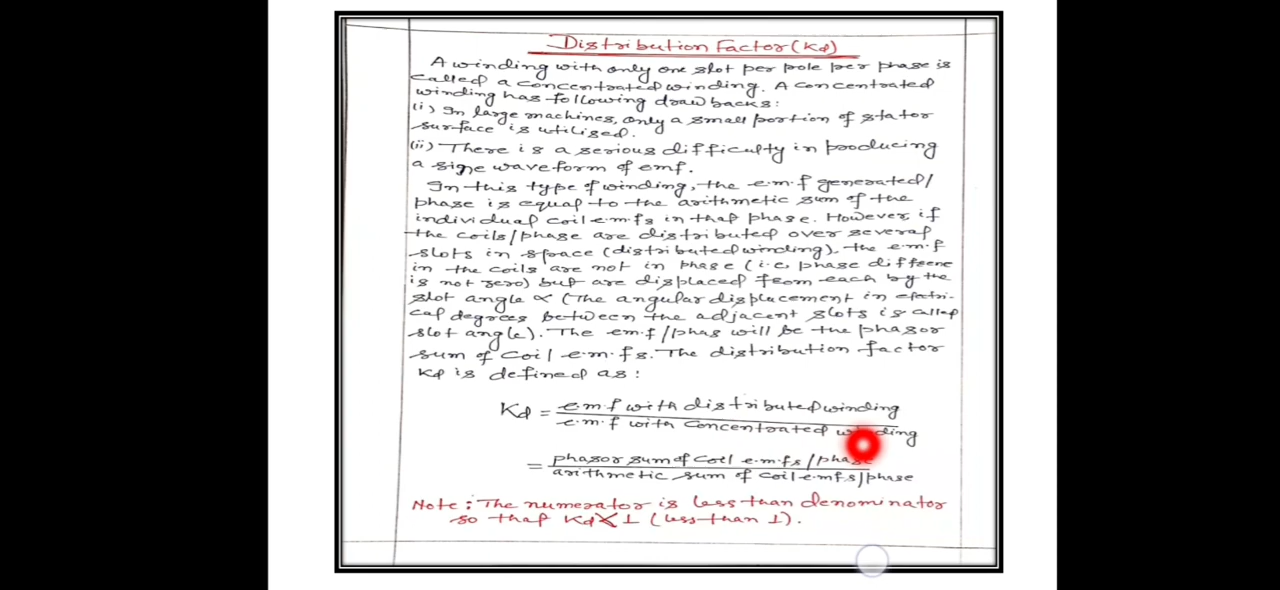 Distribution Factor (Kd)
A winding with only one slot per pole per phase is
called a concentrated winding. A concentrated
winding has following drawbacks:
(i) In large machines, only a small portion of stator
surface is utilised.
(ii) There is a serious difficulty in producing
a sine waveform of emf.
In this type of winding, the e.m.f generated/
phase is equal to the arithmetic sum of the
individual coil e.m.fs in that phase. However if
the coils/phase are distributed over several
slots in space (distributed winding), the e.m.f
in the coils are not in phase (i.e, phase diffrene
is not zero) but are displaced from each by the
slot angle ∝ (The angular displacement in eletri-
cal degrees between the adjacent slots is called
slot angle). The em.f/phas will be the phasor
sum of coil e.m.fs. The distribution factor
Kd is defined as:
Kd = e.m.f with distributed winding
e.m.f with concentrated winding
= phasor sum of coil e.m.fs/phase
arithmetic sum of coil e.mfs/phase
Note: The numerator is less than denominator
so that Kd < 1 (less than 1).